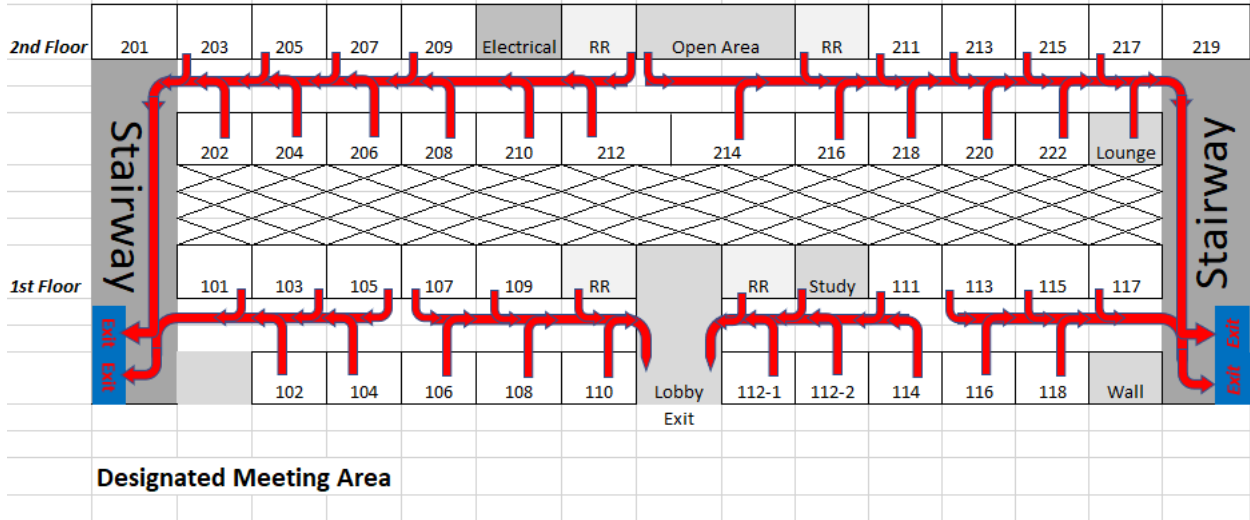 2nd Floor 201 203 205 207 209 Electrical RR Open Area RR 211 213 215 217 219
Stairway
Stairway
202 204 206 208 210 212 214 216 218 220 222 Lounge
1st Floor 101 103 105 107 109 RR RR Study 111 113 115 117
Exit
Exit
Exit
Exit
102 104 106 108 110 Lobby 112-1 112-2 114 116 118 Wall
Exit
Designated Meeting Area